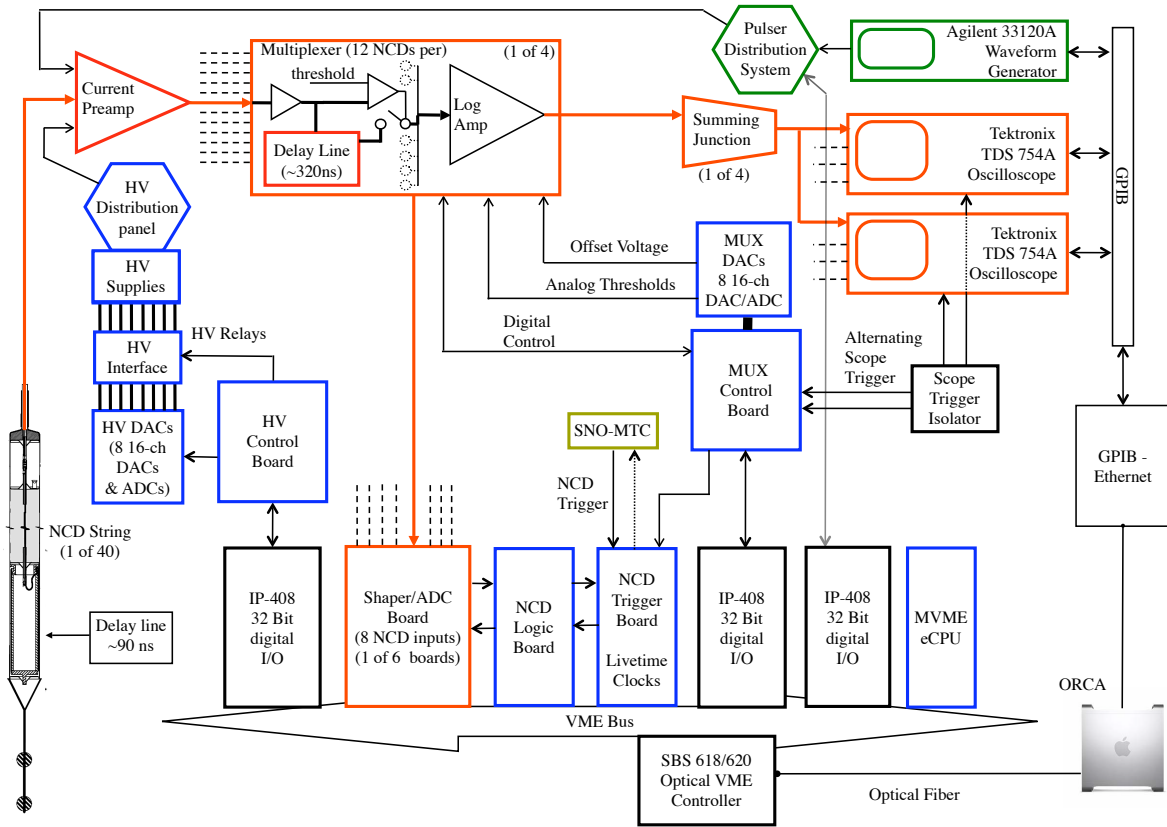 Pulser
Distribution
System
Agilent 33120A
Waveform
Generator
Current
Preamp
Multiplexer (12 NCDs per)
(1 of 4)
threshold
Log
Amp
Delay Line
(~320ns)
Summing
Junction
(1 of 4)
Tektronix
TDS 754A
Oscilloscope
Tektronix
TDS 754A
Oscilloscope
GPIB
HV
Distribution
panel
HV
Supplies
HV
Interface
HV Relays
HV DACs
(8 16-ch
DACs
& ADCs)
HV
Control
Board
Offset Voltage
Analog Thresholds
Digital
Control
MUX
DACs
8 16-ch
DAC/ADC
MUX
Control
Board
Alternating
Scope
Trigger
Scope
Trigger
Isolator
SNO-MTC
NCD
Trigger
GPIB -
Ethernet
NCD String
(1 of 40)
Delay line
~90 ns
IP-408
32 Bit
digital
I/O
Shaper/ADC
Board
(8 NCD inputs)
(1 of 6 boards)
NCD
Logic
Board
NCD
Trigger
Board
Livetime
Clocks
IP-408
32 Bit
digital
I/O
IP-408
32 Bit
digital
I/O
MVME
eCPU
ORCA
VME Bus
SBS 618/620
Optical VME
Controller
Optical Fiber